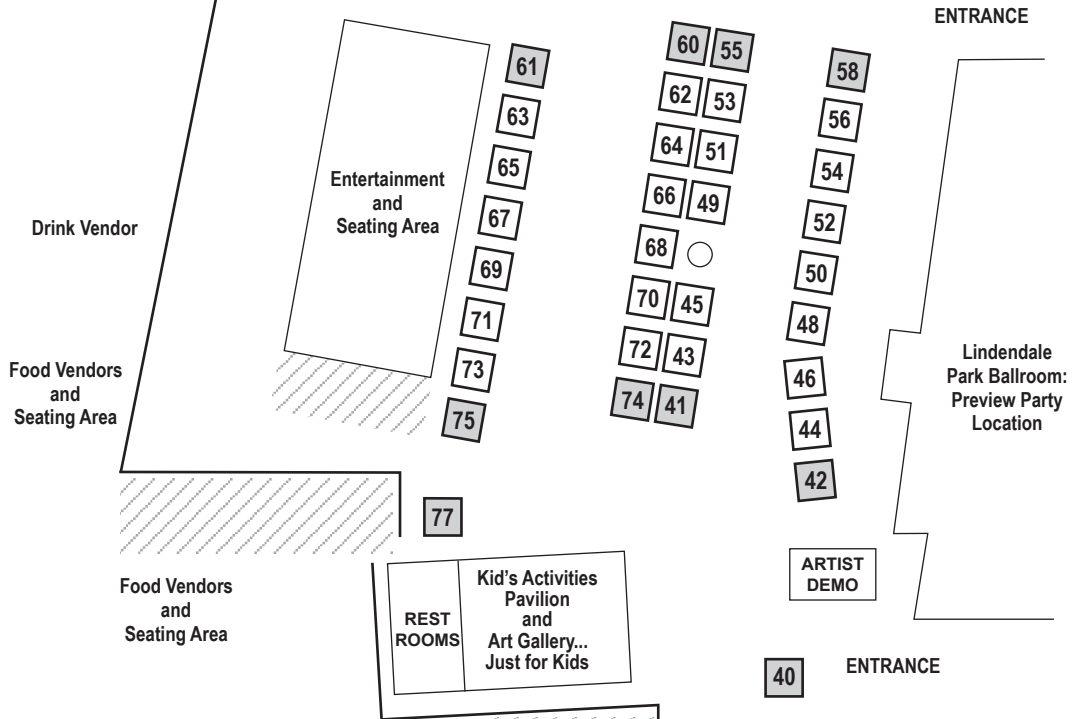 ENTRANCE
60
55
61
58
62
53
63
56
64
51
65
54
Entertainment
and
Seating Area
66
49
67
52
Drink Vendor
68
69
50
70
45
71
48
72
43
73
46
Lindendale
Park Ballroom:
Preview Party
Location
Food Vendors
and
Seating Area
74
41
75
44
42
77
ARTIST
DEMO
Kid's Activities
Pavilion
and
Art Gallery...
Just for Kids
REST
ROOMS
Food Vendors
and
Seating Area
40
ENTRANCE